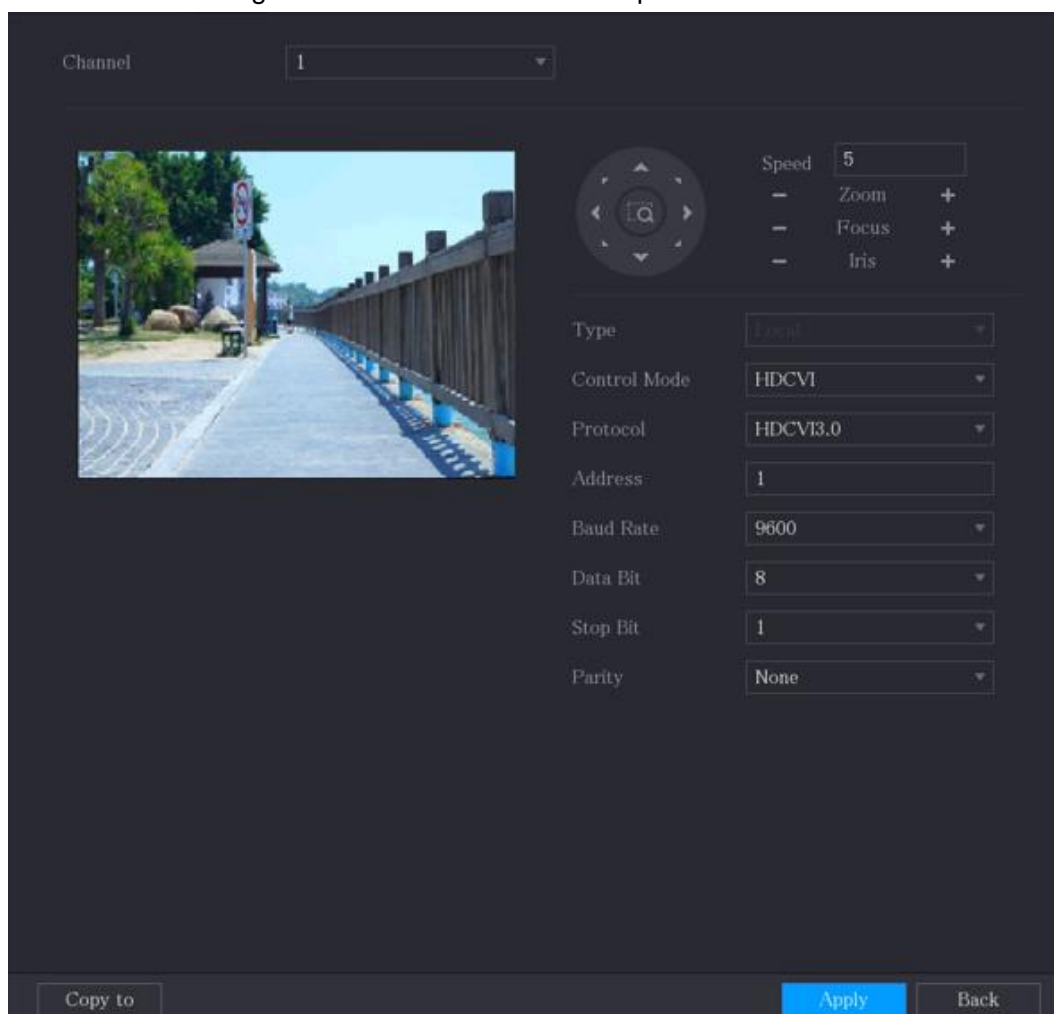 Channel 1
Speed 5
Zoom
Focus
Iris
Type Local
Control Mode HDCVI
Protocol HDCVI3.0
Address 1
Baud Rate 9600
Data Bit 8
Stop Bit 1
Parity None
Copy to Apply Back